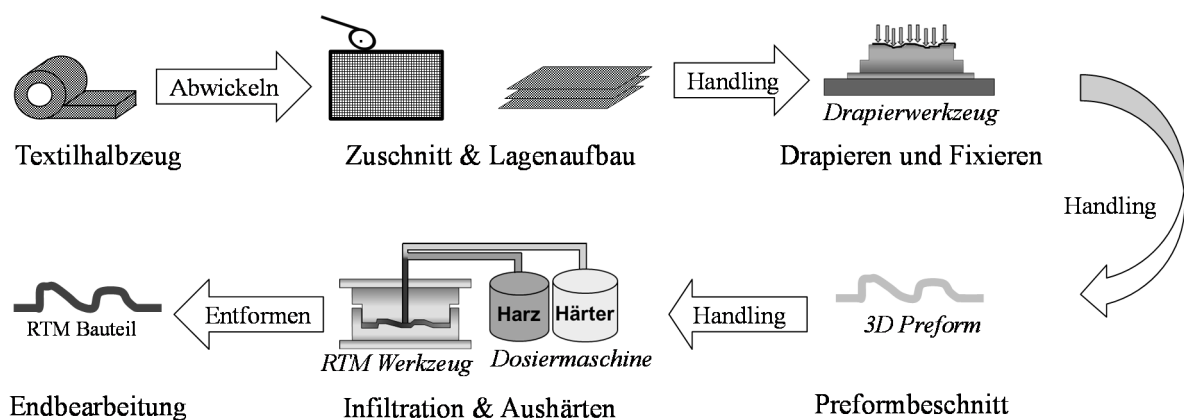 Abwickeln
Handling
Drapierwerkzeug
Textilhalbzeug
Zuschnitt & Lagenaufbau
Drapieren und Fixieren
Handling
3D Preform
Preformbeschnitt
Handling
Harz
Härter
RTM Werkzeug
Dosiermaschine
Infiltration & Aushärten
Entformen
RTM Bauteil
Endbearbeitung